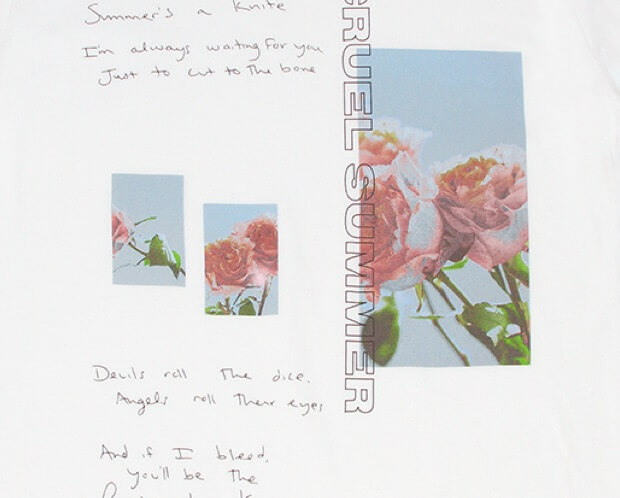 Summer's a Knife
I'm always waiting for you
Just to cut to the bone
CRUEL SUMMER
Devils roll the dice.
Angels roll their eyes
And if I bleed,
you'll be the